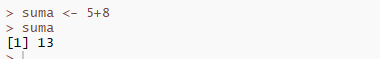 > suma <- 5+8
> suma
[1] 13
>